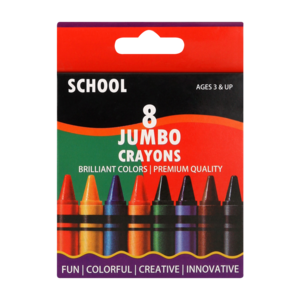 SCHOOL
AGES 3 & UP
8
JUMBO
CRAYONS
BRILLIANT COLORS | PREMIUM QUALITY
FUN | COLORFUL | CREATIVE | INNOVATIVE